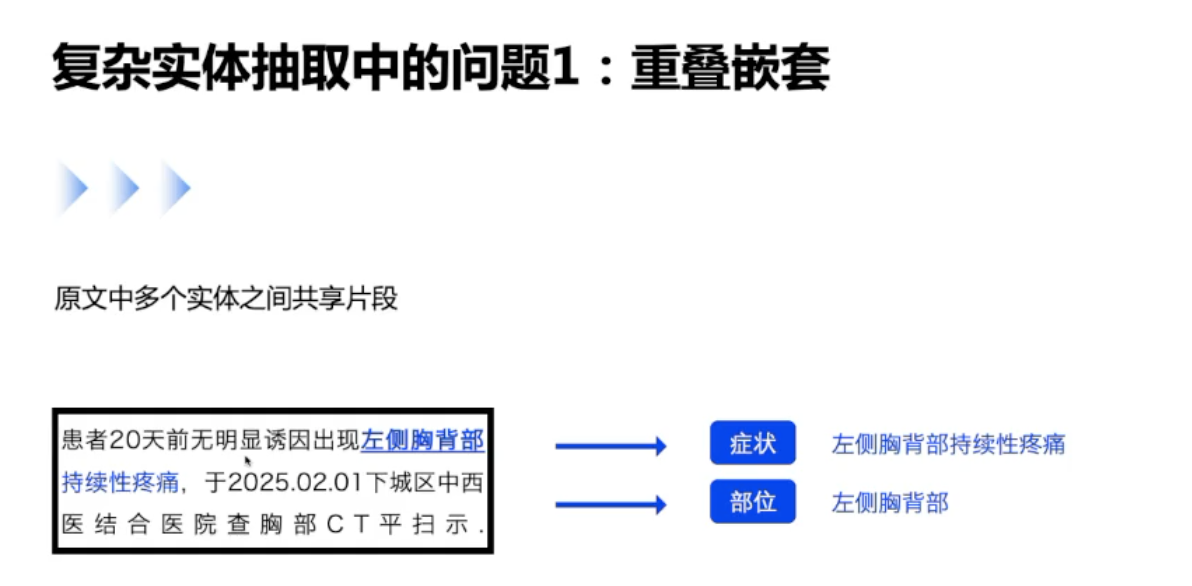 复杂实体抽取中的问题1：重叠嵌套
原文中多个实体之间共享片段
患者20天前无明显诱因出现左侧胸背部
持续性疼痛，于2025.02.01下城区中西
医结合医院查胸部CT平扫示.
症状 左侧胸背部持续性疼痛
部位 左侧胸背部